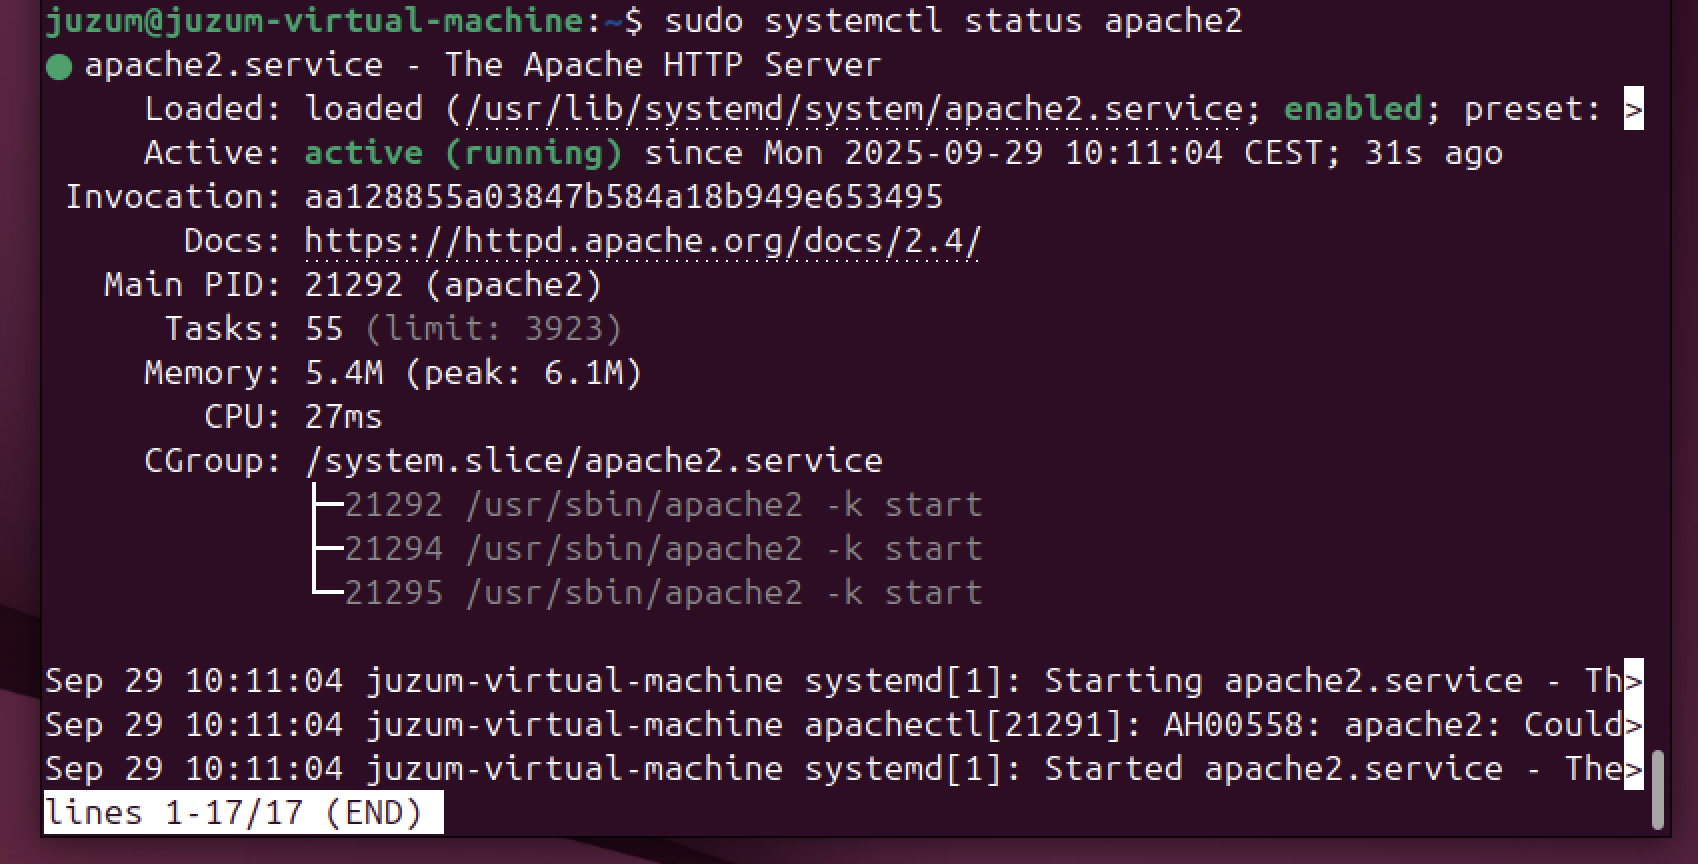 juzum@juzum-virtual-machine:~$ sudo systemctl status apache2
● apache2.service - The Apache HTTP Server
     Loaded: loaded (/usr/lib/systemd/system/apache2.service; enabled; preset: >
     Active: active (running) since Mon 2025-09-29 10:11:04 CEST; 31s ago
 Invocation: aa128855a03847b584a18b949e653495
       Docs: https://httpd.apache.org/docs/2.4/
   Main PID: 21292 (apache2)
      Tasks: 55 (limit: 3923)
     Memory: 5.4M (peak: 6.1M)
        CPU: 27ms
     CGroup: /system.slice/apache2.service
             ├─21292 /usr/sbin/apache2 -k start
             ├─21294 /usr/sbin/apache2 -k start
             └─21295 /usr/sbin/apache2 -k start
Sep 29 10:11:04 juzum-virtual-machine systemd[1]: Starting apache2.service - Th>
Sep 29 10:11:04 juzum-virtual-machine apachectl[21291]: AH00558: apache2: Could>
Sep 29 10:11:04 juzum-virtual-machine systemd[1]: Started apache2.service - The>
lines 1-17/17 (END)